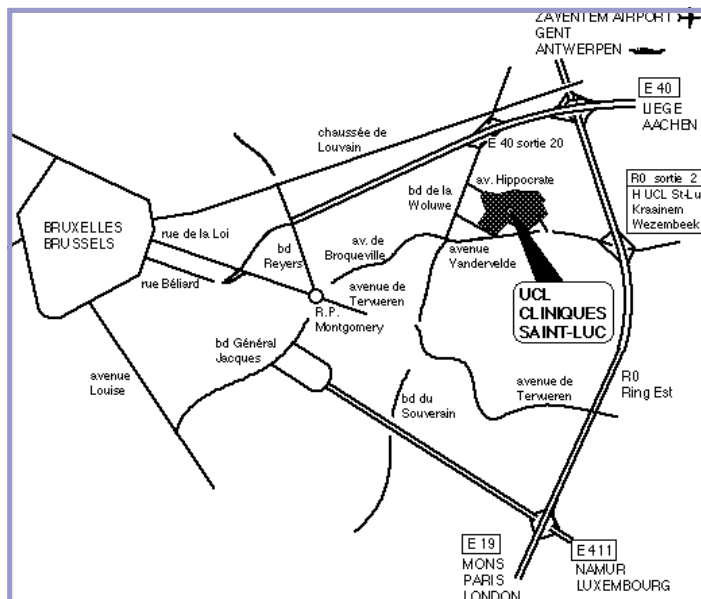 ZAVENTEM AIRPORT
GENT
ANTWERPEN
E 40
LIEGE
AACHEN
chaussée de
Louvain
E 40 sortie 20
av. Hippocrate
R0 sortie 2
H UCL St-Lu
Kraainem
Wezembeek
bd de la
Woluwe
BRUXELLES
BRUSSELS
rue de la Loi
bd
Reyers
av. de
Broqueville
avenue
Vandervelde
rue Béliard
avenue de
Tervueren
R.P.
Montgomery
UCL
CLINIQUES
SAINT-LUC
bd Général
Jacques
avenue
Louise
bd du
Souverain
avenue de
Tervueren
R0
Ring Est
E 19
MONS
PARIS
LONDON
E 411
NAMUR
LUXEMBOURG